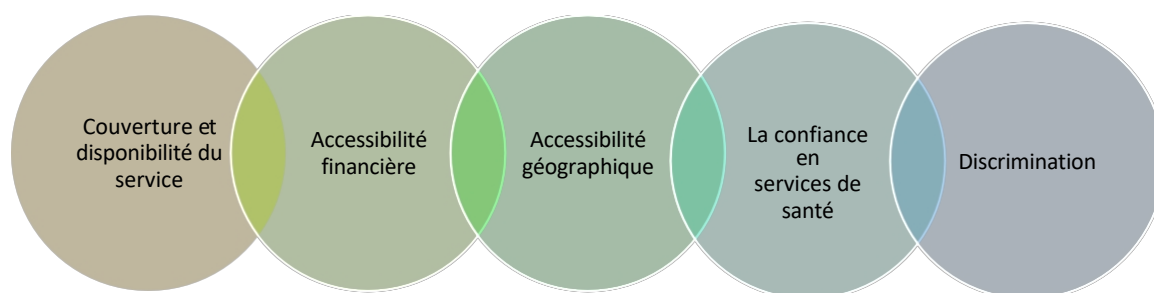 Couverture et
disponibilité du
service
Accessibilité
financière
Accessibilité
géographique
La confiance
en
services de
santé
Discrimination